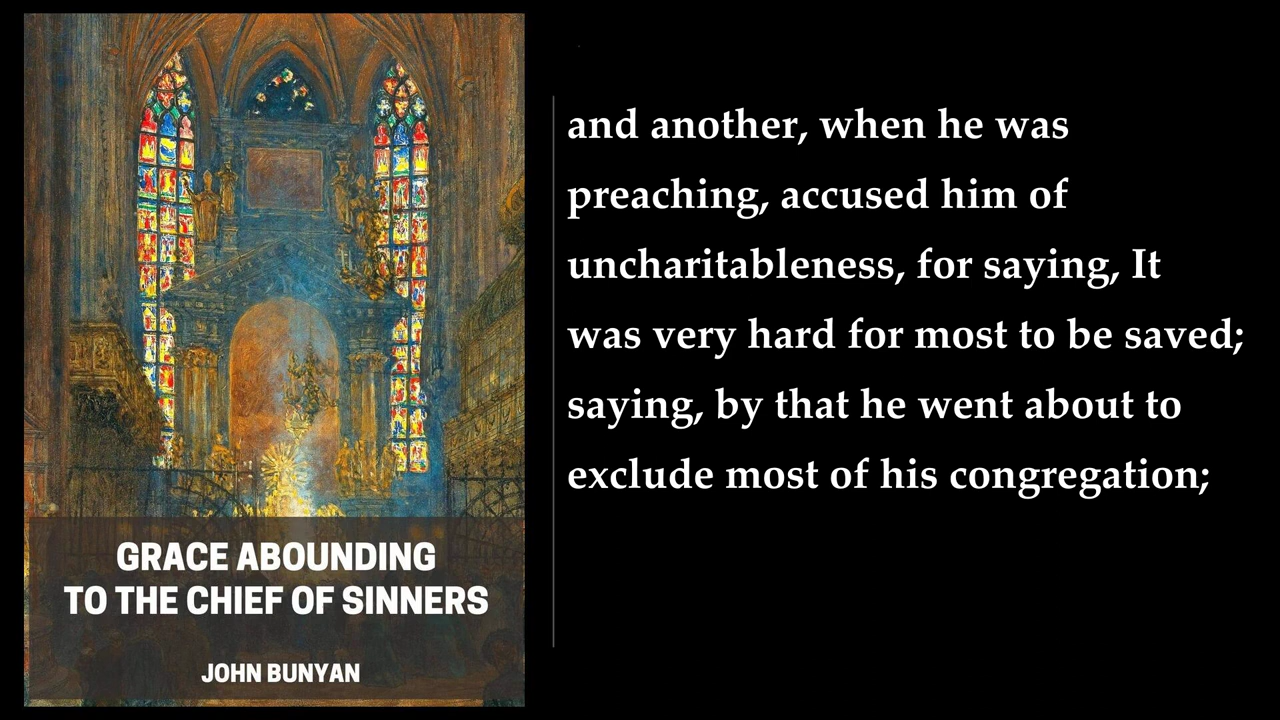 and another, when he was
preaching, accused him of
uncharitableness, for saying, It
was very hard for most to be saved;
saying, by that he went about to
exclude most of his congregation;
GRACE ABOUNDING
TO THE CHIEF OF SINNERS
JOHN BUNYAN